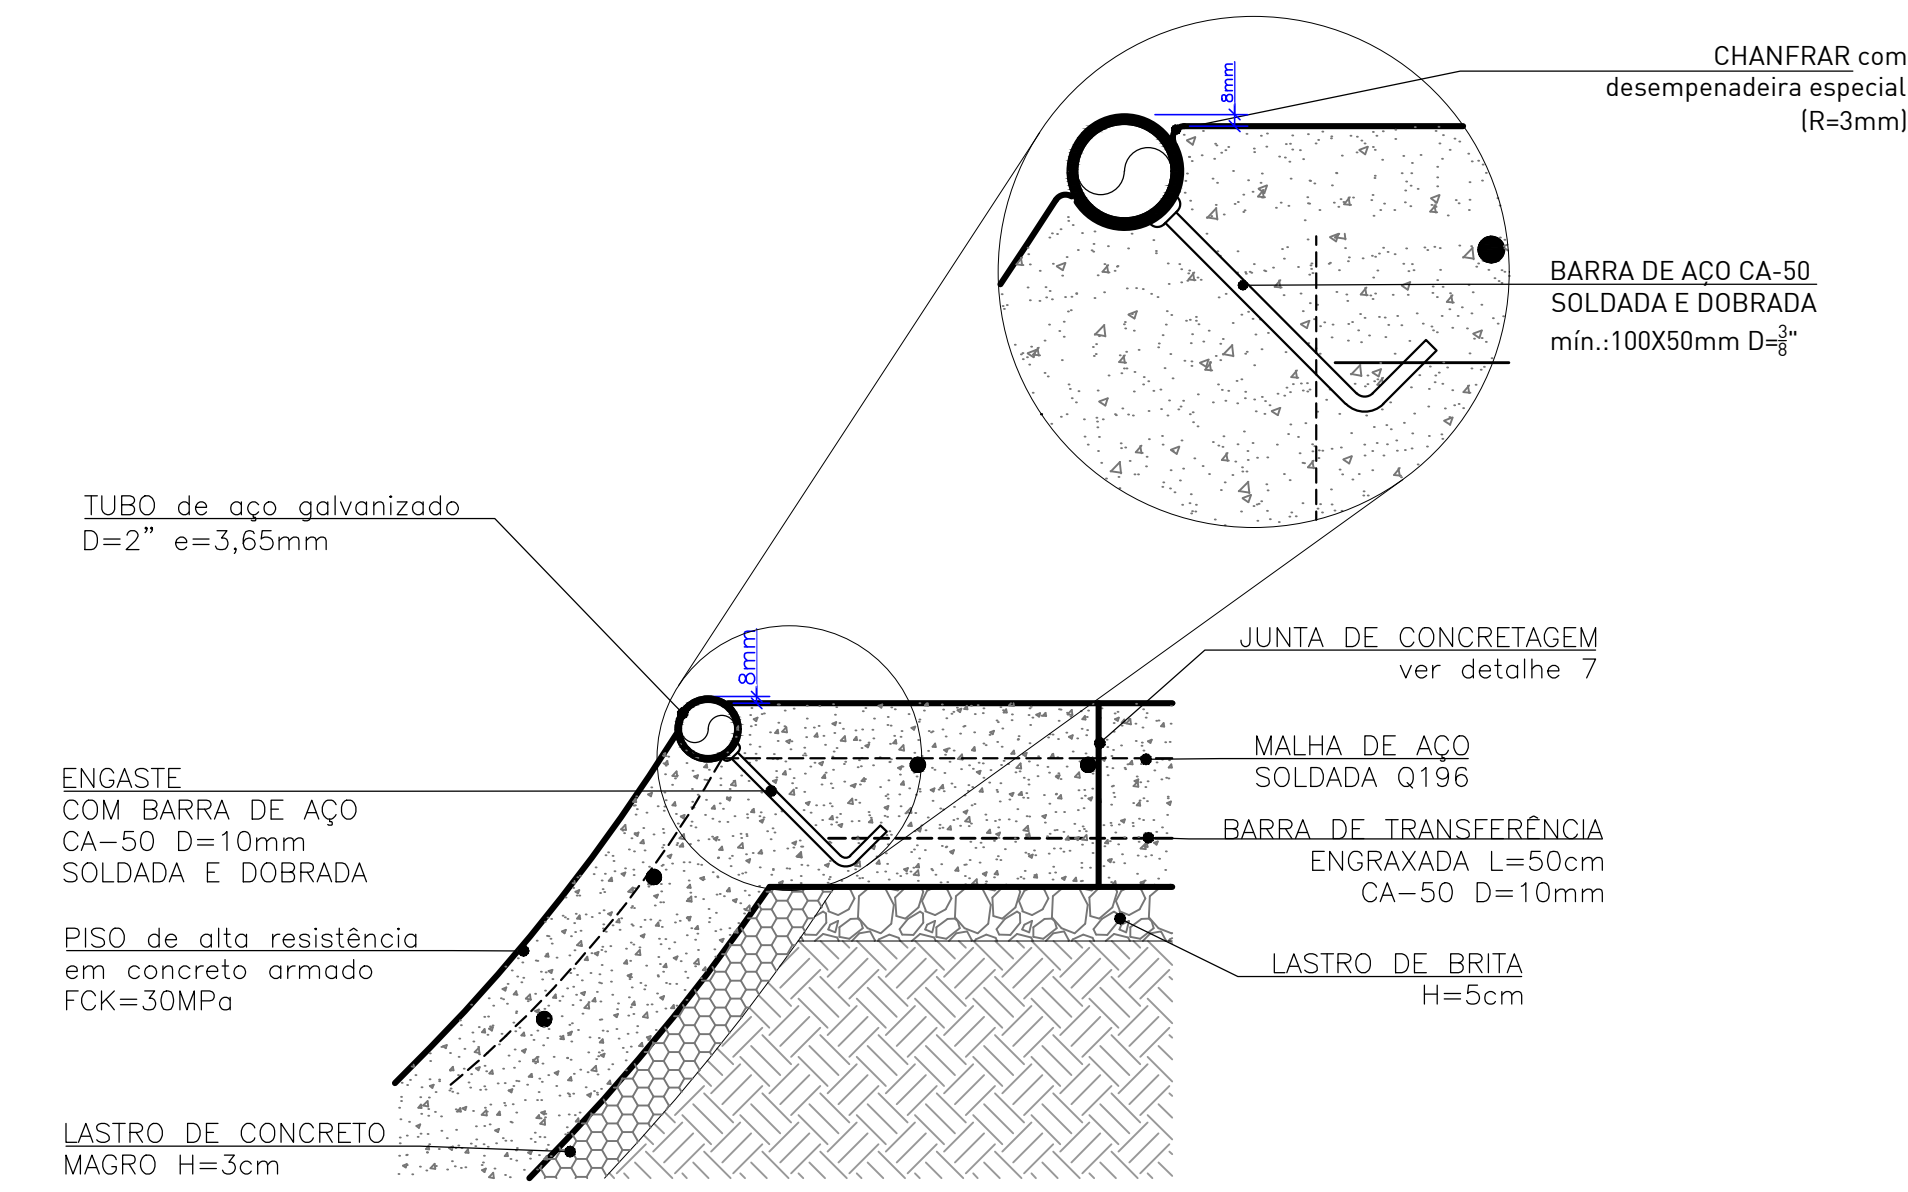 CHANFRAR com
desempenadeira especial
(R=3mm)
8mm
BARRA DE AÇO CA-50
SOLDADA E DOBRADA
mín.:100X50mm D=3/8"
TUBO de aço galvanizado
D=2” e=3,65mm
8mm
JUNTA DE CONCRETAGEM
ver detalhe 7
MALHA DE AÇO
SOLDADA Q196
ENGASTE
COM BARRA DE AÇO
CA-50 D=10mm
SOLDADA E DOBRADA
BARRA DE TRANSFERÊNCIA
ENGRAXADA L=50cm
CA-50 D=10mm
PISO de alta resistência
em concreto armado
FCK=30MPa
LASTRO DE BRITA
H=5cm
LASTRO DE CONCRETO
MAGRO H=3cm